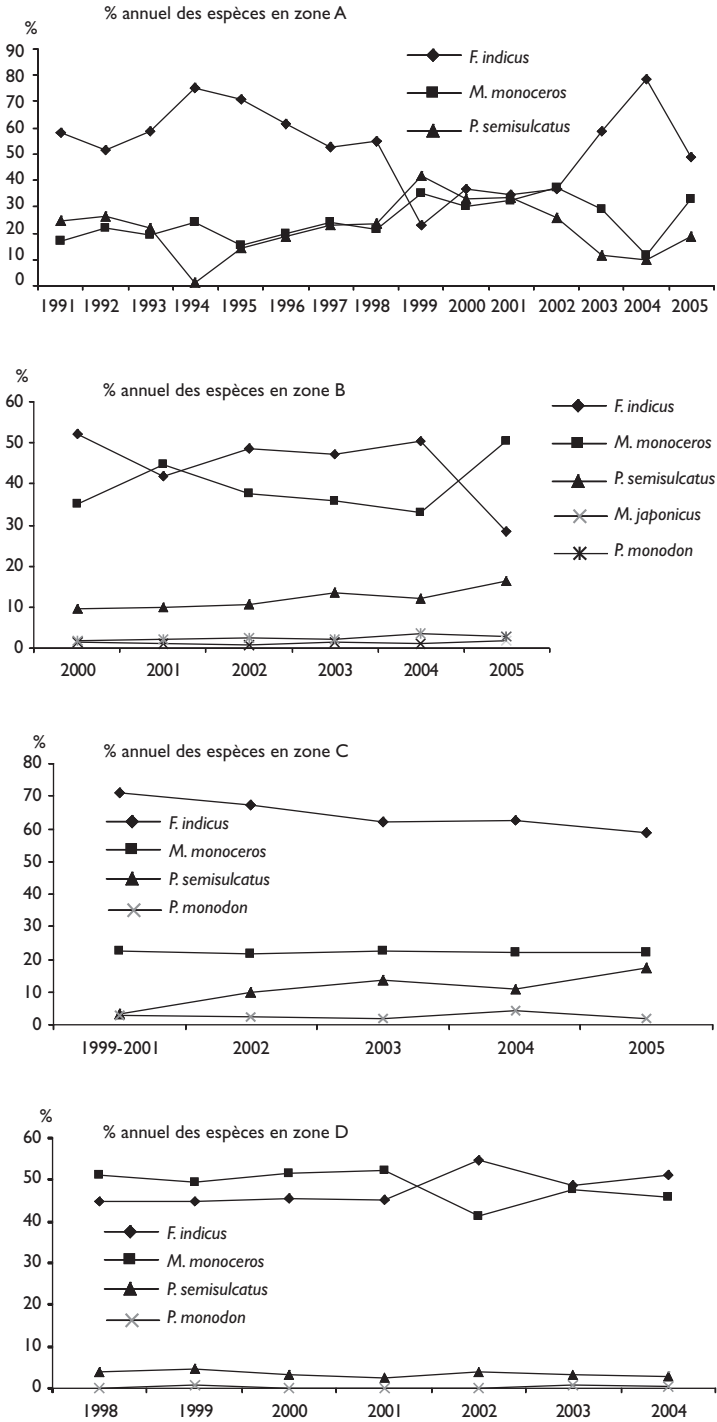 % annuel des espèces en zone A
%
90
80
70
60
50
40
30
20
10
0
F. indicus
M. monoceros
P. semisulcatus
1991 1992 1993 1994 1995 1996 1997 1998 1999 2000 2001 2002 2003 2004 2005
% annuel des espèces en zone B
%
60
50
40
30
20
10
0
F. indicus
M. monoceros
P. semisulcatus
M. japonicus
P. monodon
2000 2001 2002 2003 2004 2005
% annuel des espèces en zone C
%
80
70
60
50
40
30
20
10
0
F. indicus
M. monoceros
P. semisulcatus
P. monodon
1999-2001 2002 2003 2004 2005
% annuel des espèces en zone D
%
60
50
40
30
20
10
0
F. indicus
M. monoceros
P. semisulcatus
P. monodon
1998 1999 2000 2001 2002 2003 2004